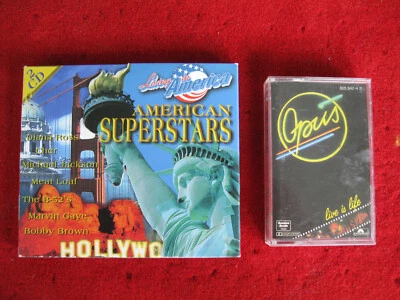 2 CD
Living in
America
AMERICAN
SUPERSTARS
Diana Ross
Cher
Michael Jackson
Meat Loaf
The B-52's
Marvin Gaye
Bobby Brown
HOLLYWO
Opus
live is life